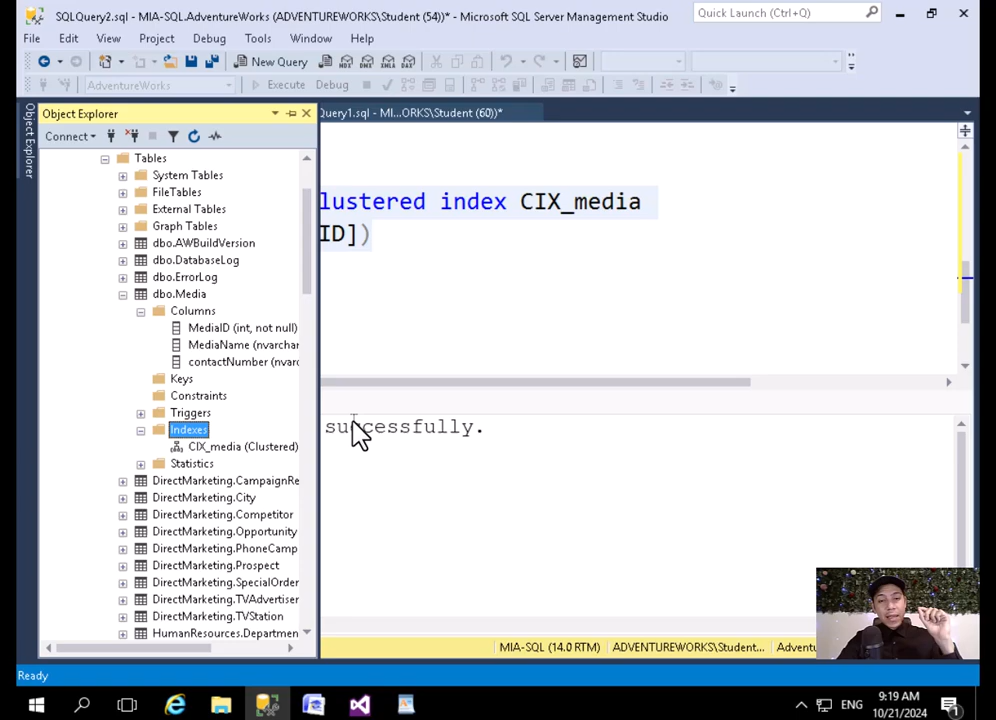 SQLQuery2.sql - MIA-SQL.AdventureWorks (ADVENTUREWORKS\Student (54))* - Microsoft SQL Server Management Studio
Quick Launch (Ctrl+Q)
File Edit View Project Debug Tools Window Help
New Query
AdventureWorks
Execute Debug
Object Explorer
Object Explorer
Query1.sql - MI...ORKS\Student (60))*
Connect
Tables
System Tables
FileTables
External Tables
Graph Tables
dbo.AWBuildVersion
dbo.DatabaseLog
dbo.ErrorLog
dbo.Media
Columns
MediaID (int, not null)
MediaName (nvarchar
contactNumber (nvarc
Keys
Constraints
Triggers
Indexes
CIX_media (Clustered)
Statistics
DirectMarketing.CampaignRe
DirectMarketing.City
DirectMarketing.Competitor
DirectMarketing.Opportunity
DirectMarketing.PhoneCamp
DirectMarketing.Prospect
DirectMarketing.SpecialOrder
DirectMarketing.TVAdvertiser
DirectMarketing.TVStation
HumanResources.Departmen
lustered index CIX_media
ID])
successfully.
MIA-SQL (14.0 RTM) ADVENTUREWORKS\Student... Adventu
Ready
ENG
9:19 AM
10/21/2024
1